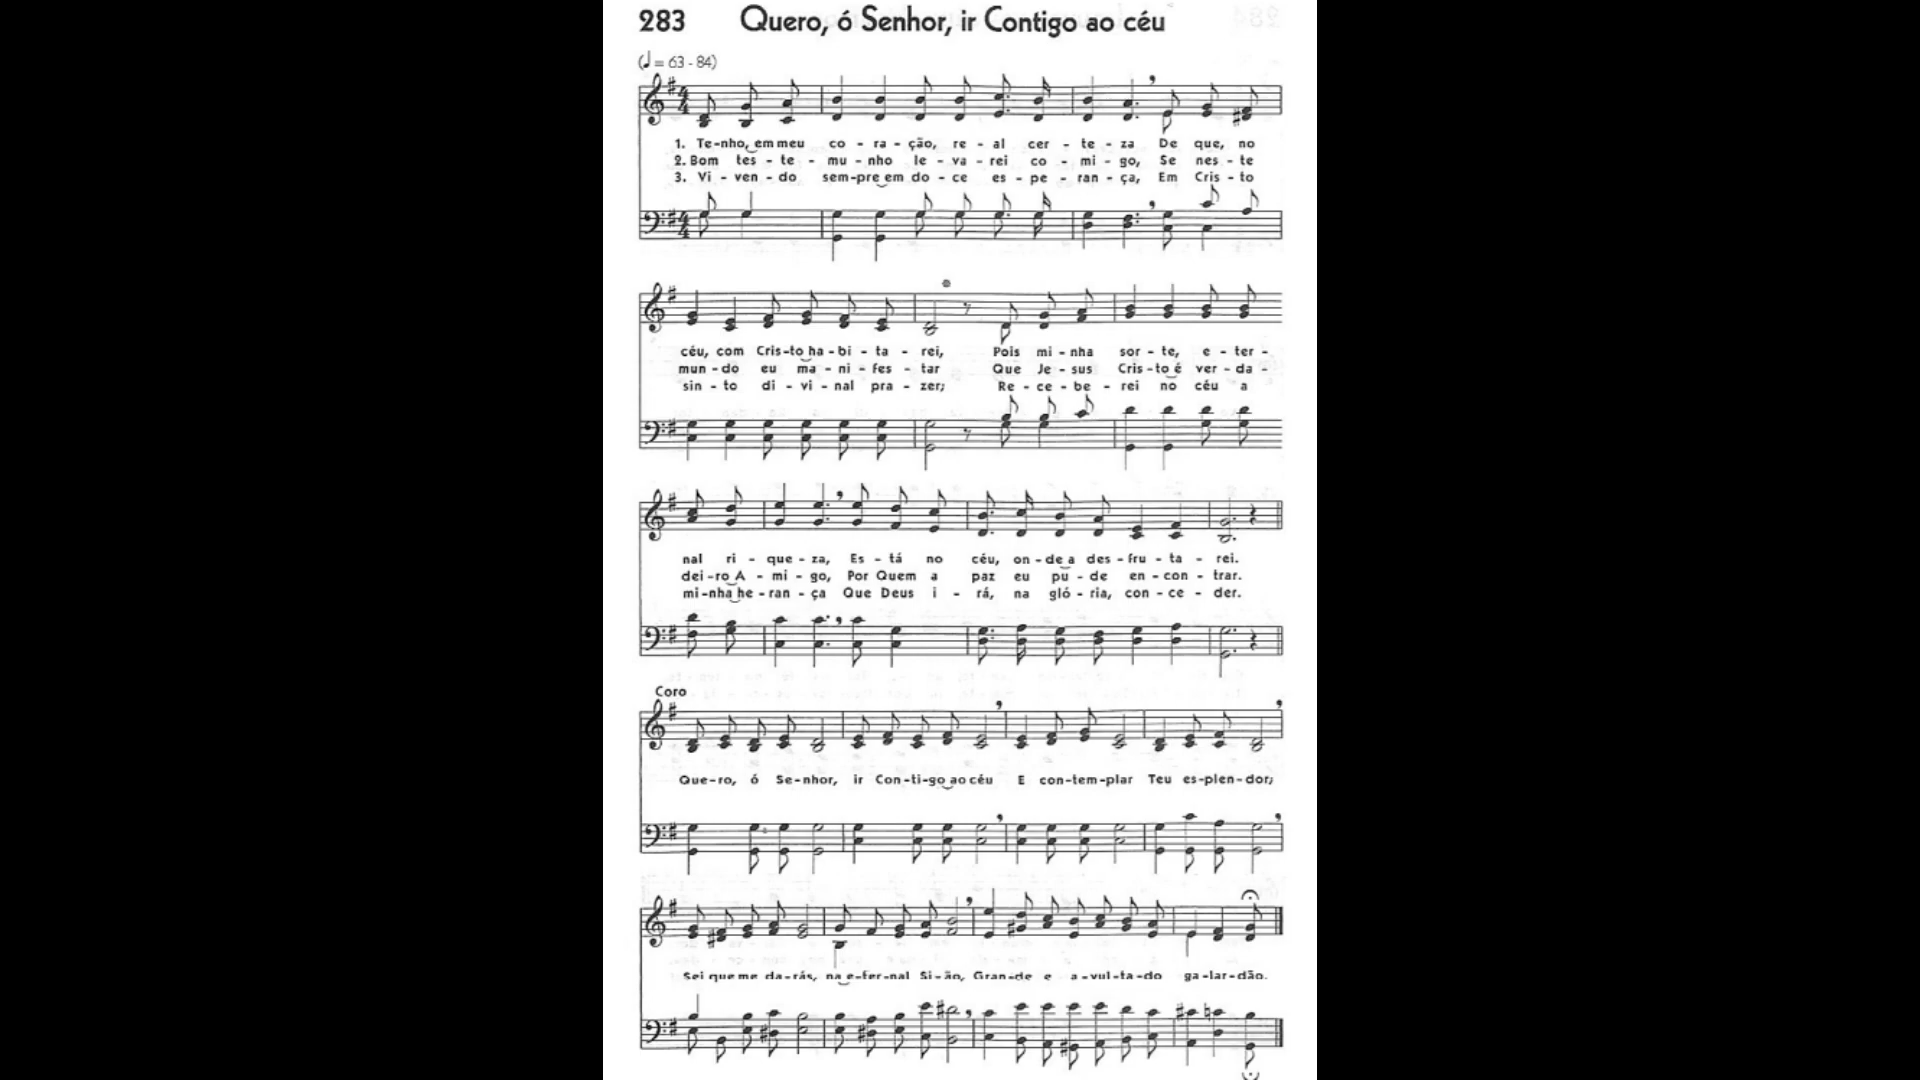 283 Quero, ó Senhor, ir Contigo ao céu
(♩ = 63 - 84)
1. Te-nho, em meu co - ra - ção, re - al cer - te - za De que, no
2. Bom tes - te - mu - nho le - va - rei co - mi - go, Se nes - te
3. Vi - ven - do sem-pre em do - ce es - pe - ran - ça, Em Cris - to
céu, com Cris-to ha - bi - ta - rei, Pois mi - nha sor - te, e - ter -
mun - do eu ma - ni - fes - tar Que Je - sus Cris - to é ver - da -
sin - to di - vi - nal pra - zer; Re - ce - be - rei no céu a
nal ri - que - za, Es - tá no céu, on - de a des - fru - ta - rei.
dei - ro A - mi - go, Por Quem a paz eu pu - de en - con - trar.
mi-nha he - ran - ça Que Deus i - rá, na gló - ria, con - ce - der.
Coro
Que-ro, ó Se-nhor, ir Con-ti-go ao céu E con-tem-plar Teu es-plen-dor;
Sei que me da-rás, na e-ter-nal Si-ão, Gran-de e a-vul-ta-do ga-lar-dão.